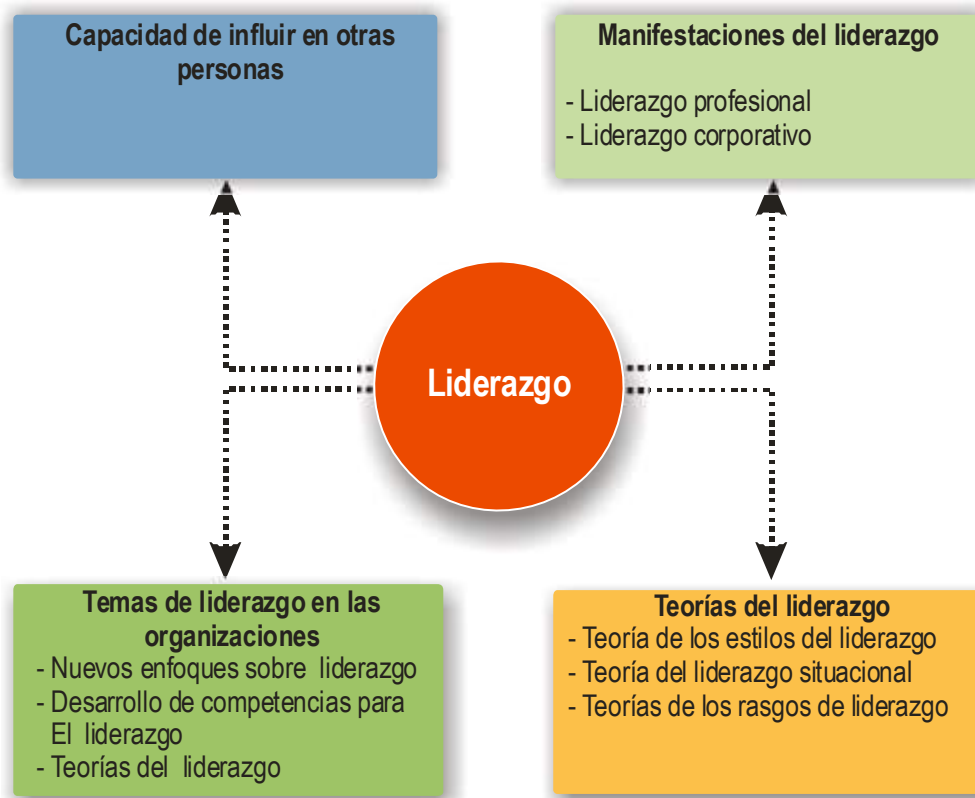 Capacidad de influir en otras
personas
Manifestaciones del liderazgo
- Liderazgo profesional
- Liderazgo corporativo
Liderazgo
Temas de liderazgo en las
organizaciones
- Nuevos enfoques sobre liderazgo
- Desarrollo de competencias para
El liderazgo
- Teorías del liderazgo
Teorías del liderazgo
- Teoría de los estilos del liderazgo
- Teoría del liderazgo situacional
- Teorías de los rasgos de liderazgo